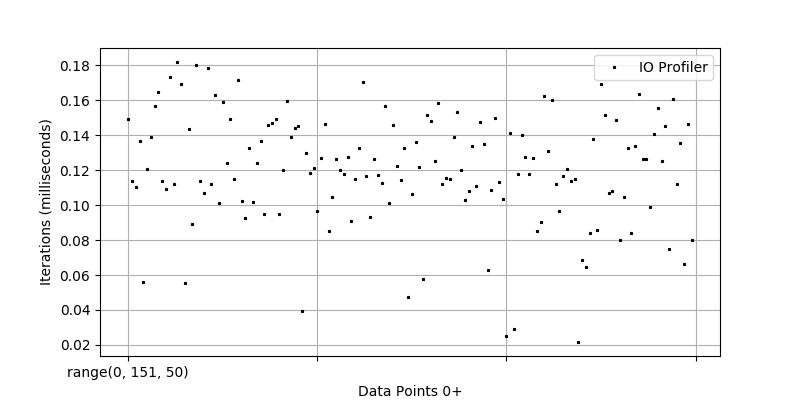 0.18
0.16
0.14
0.12
0.10
0.08
0.06
0.04
0.02
Iterations (milliseconds)
IO Profiler
range(0, 151, 50)
Data Points 0+